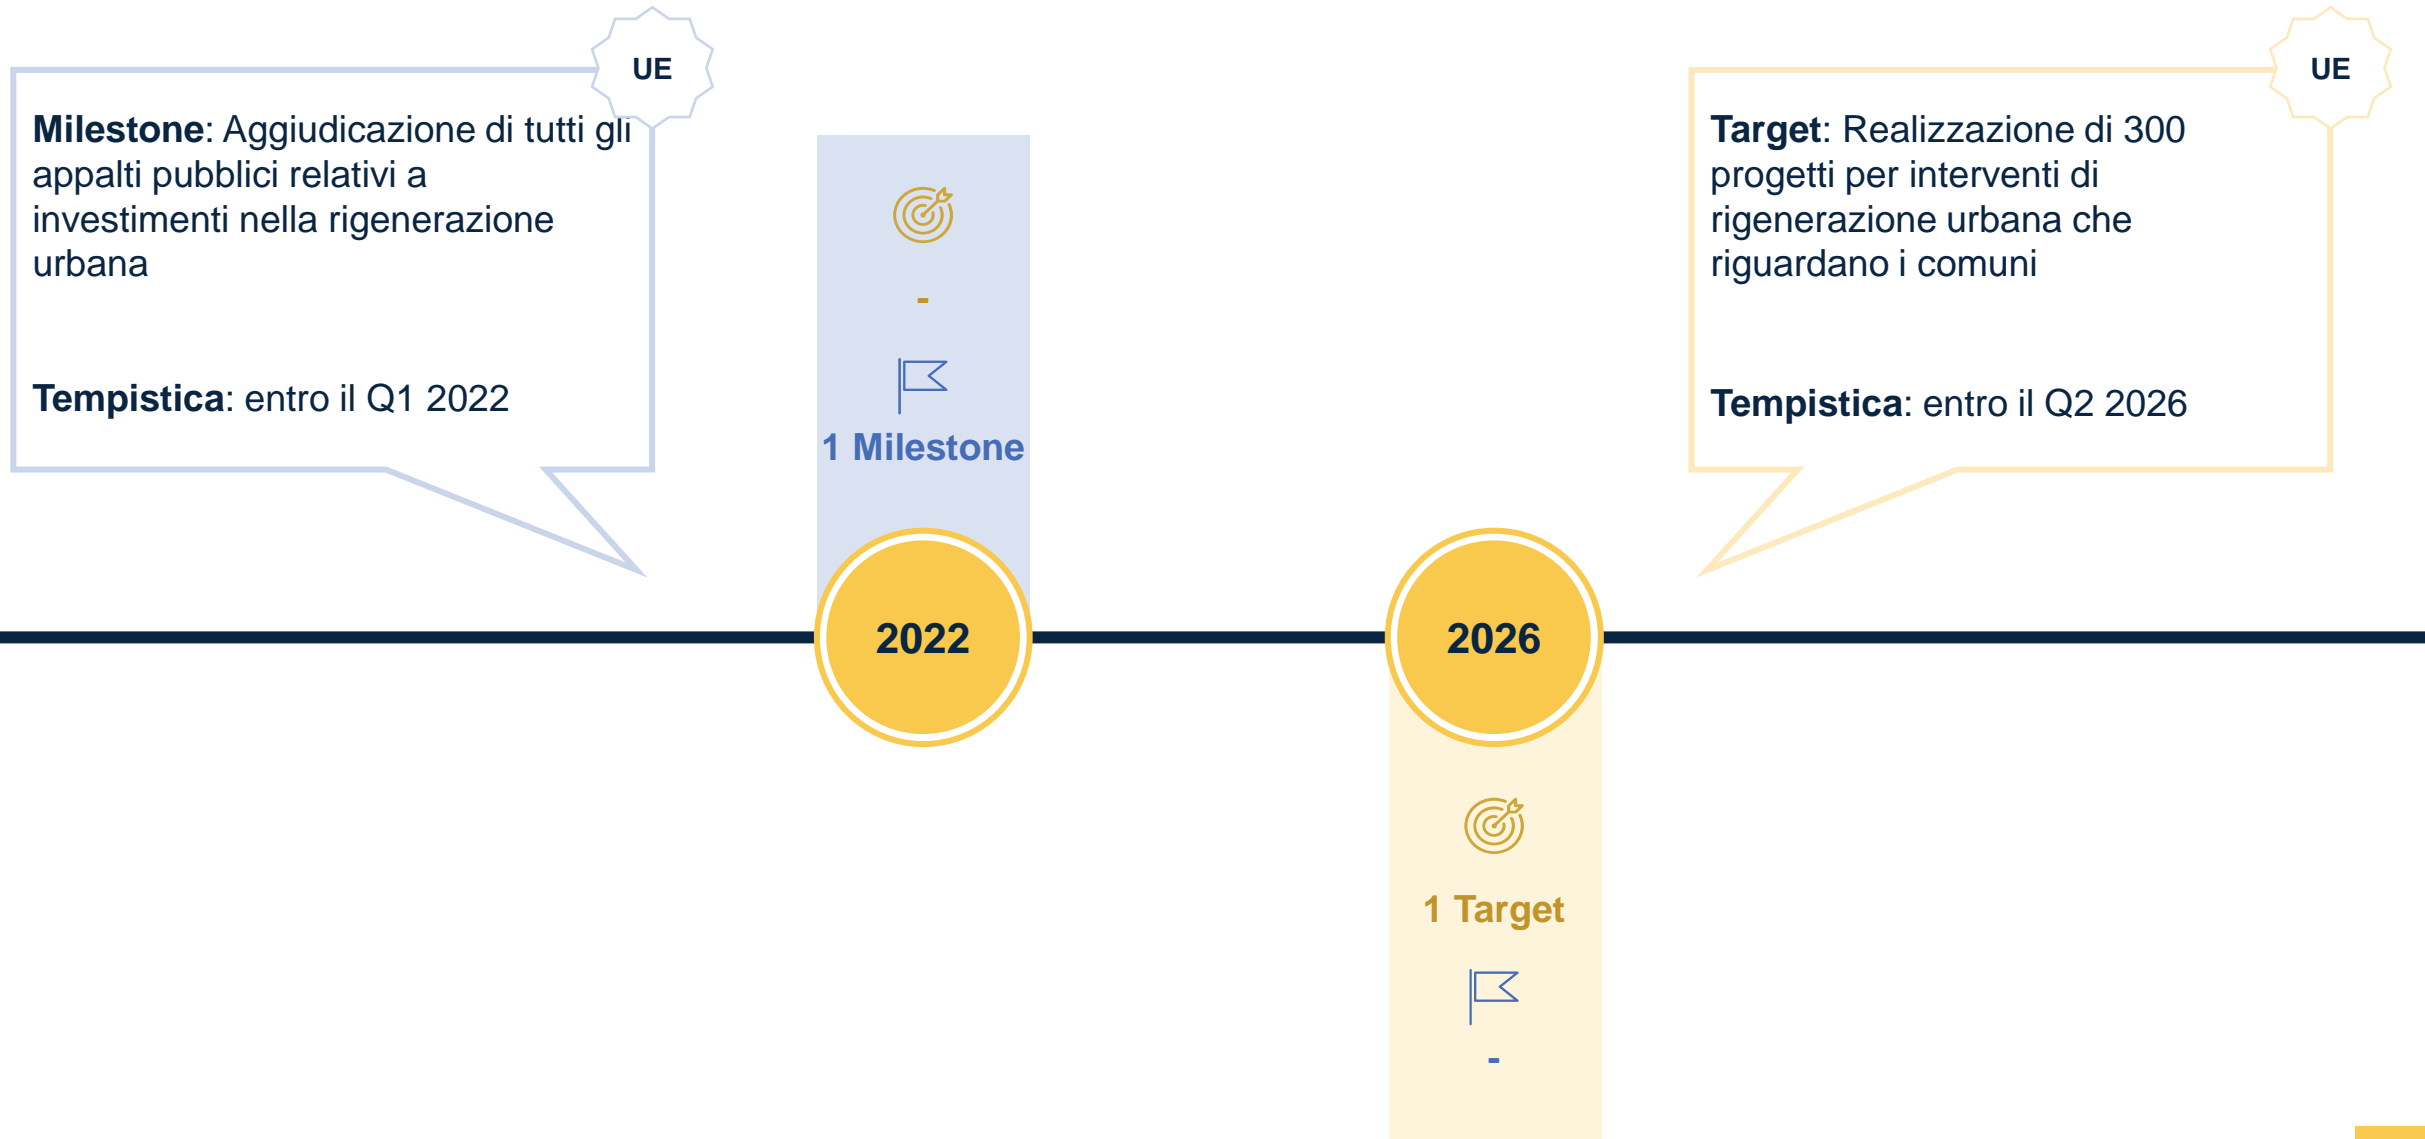 UE
Milestone: Aggiudicazione di tutti gli
appalti pubblici relativi a
investimenti nella rigenerazione
urbana
Tempistica: entro il Q1 2022
-
1 Milestone
2022
UE
Target: Realizzazione di 300
progetti per interventi di
rigenerazione urbana che
riguardano i comuni
Tempistica: entro il Q2 2026
2026
1 Target
-